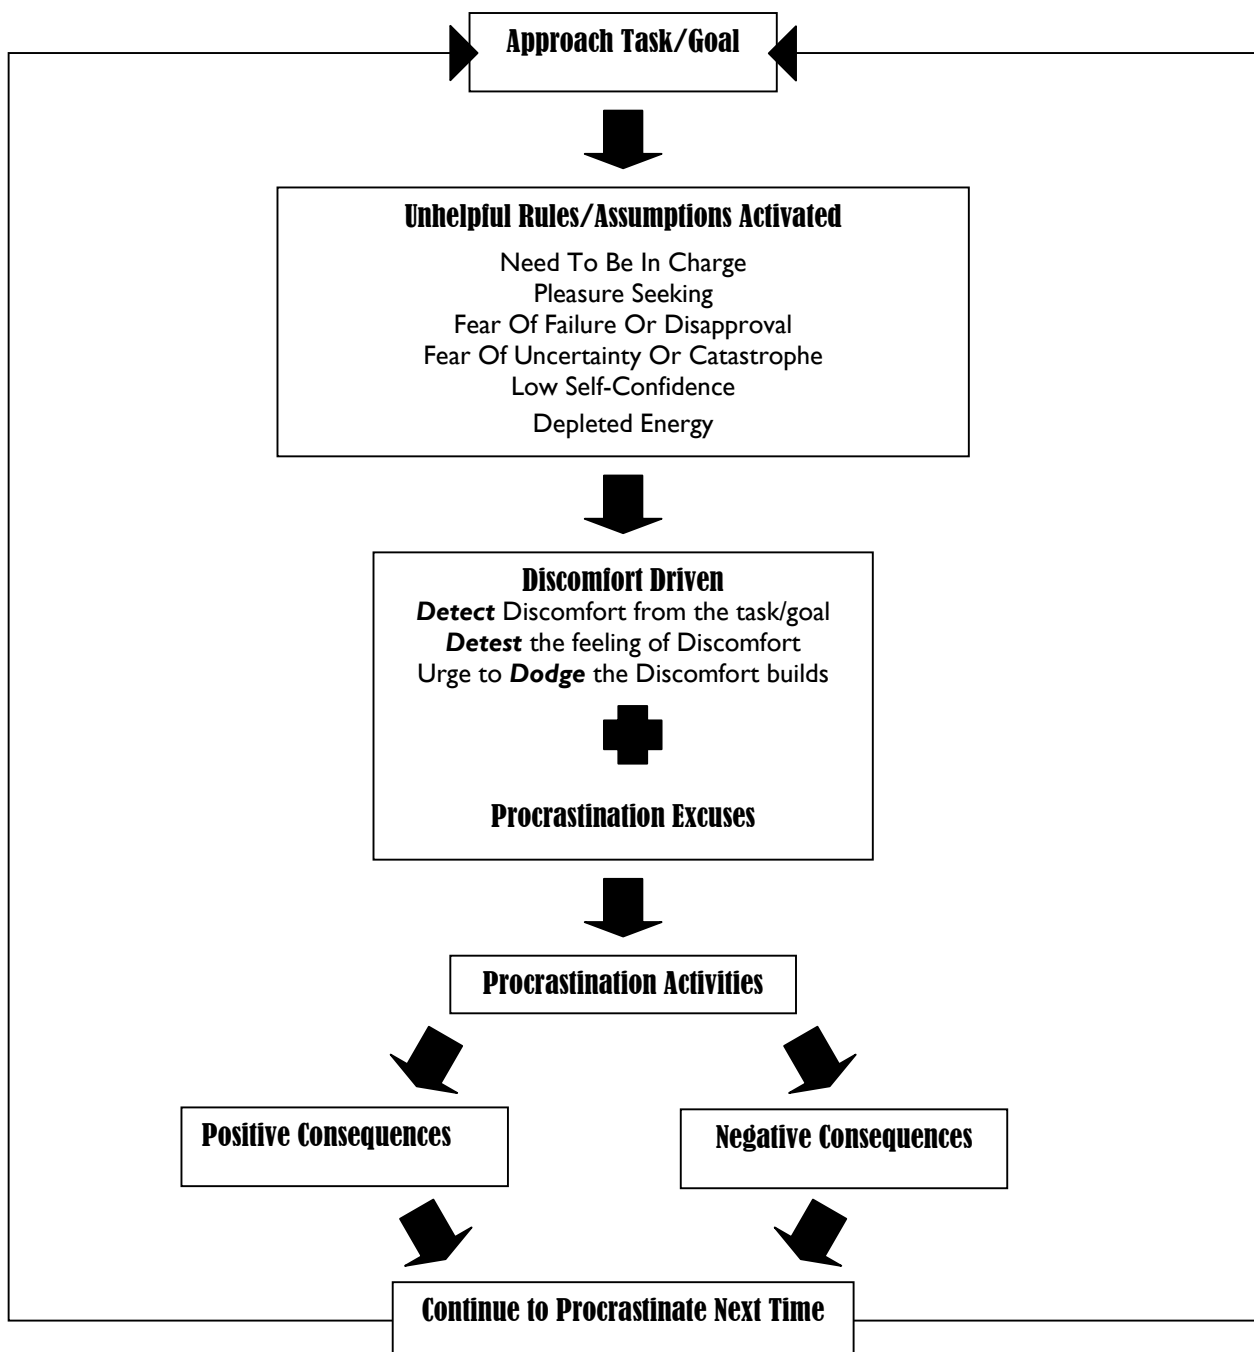 Approach Task/Goal
Unhelpful Rules/Assumptions Activated
Need To Be In Charge
Pleasure Seeking
Fear Of Failure Or Disapproval
Fear Of Uncertainty Or Catastrophe
Low Self-Confidence
Depleted Energy
Discomfort Driven
Detect Discomfort from the task/goal
Detest the feeling of Discomfort
Urge to Dodge the Discomfort builds
Procrastination Excuses
Procrastination Activities
Positive Consequences
Negative Consequences
Continue to Procrastinate Next Time